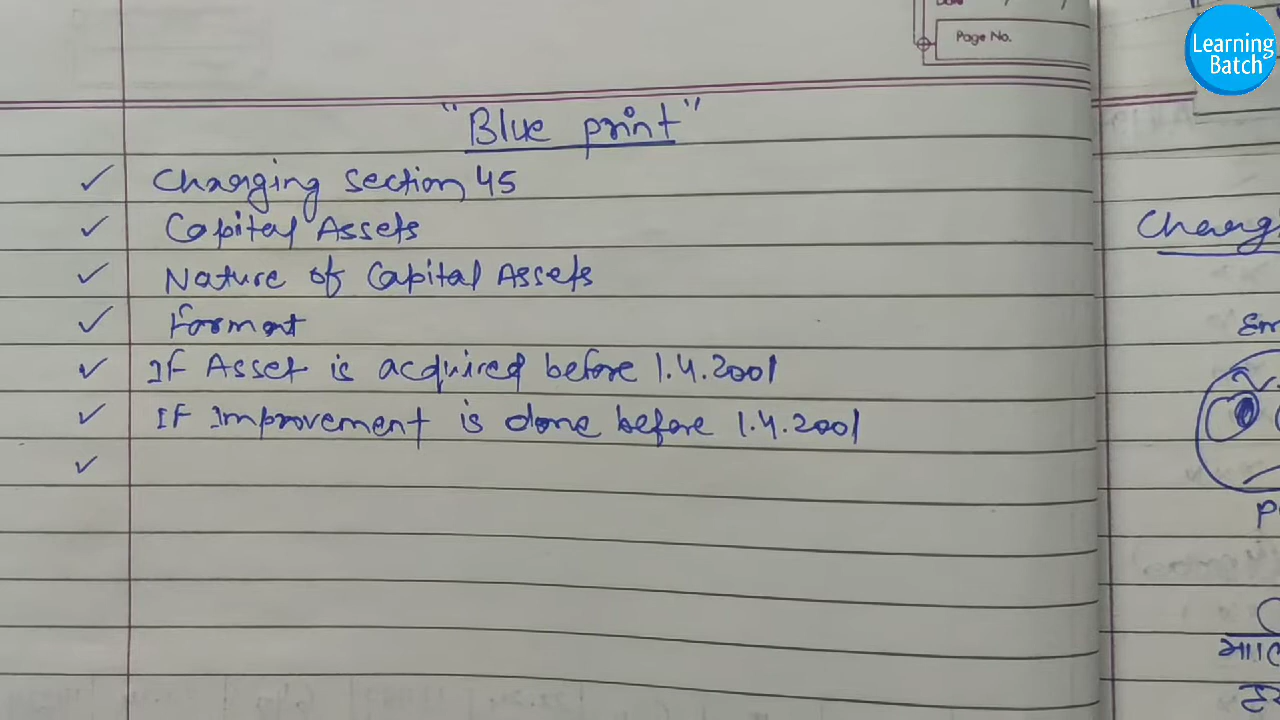 Page No.
Learning
Batch
"Blue print"
✓ Charging Section 45
✓ Capital Assets
✓ Nature of Capital Assets
✓ Format
✓ If Asset is acquired before 1.4.2001
✓ If Improvement is done before 1.4.2001
✓